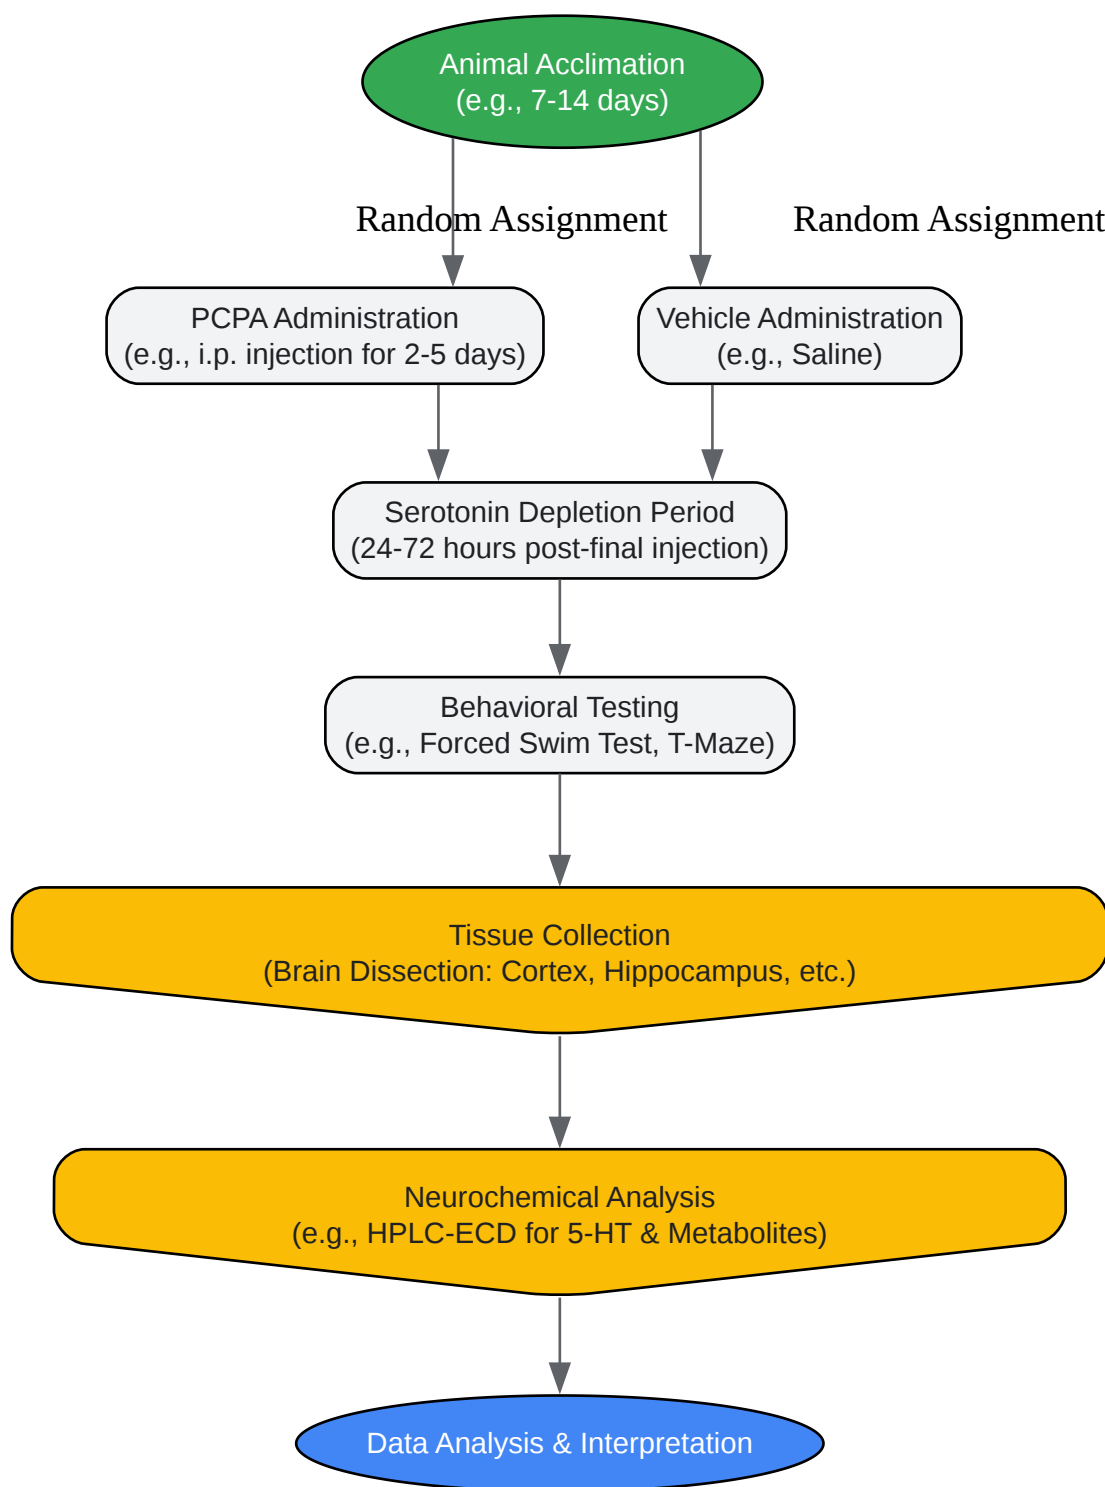 Animal Acclimation
(e.g., 7-14 days)
Random Assignment
Random Assignment
PCPA Administration
(e.g., i.p. injection for 2-5 days)
Vehicle Administration
(e.g., Saline)
Serotonin Depletion Period
(24-72 hours post-final injection)
Behavioral Testing
(e.g., Forced Swim Test, T-Maze)
Tissue Collection
(Brain Dissection: Cortex, Hippocampus, etc.)
Neurochemical Analysis
(e.g., HPLC-ECD for 5-HT & Metabolites)
Data Analysis & Interpretation